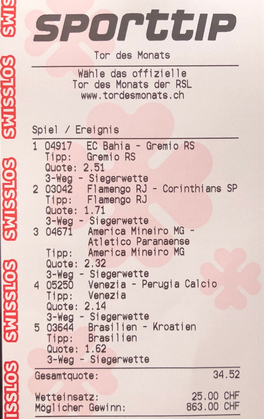 sporttip
Tor des Monats
Wähle das offizielle
Tor des Monats der RSL
www.tordesmonats.ch
Spiel / Ereignis
1 04917 EC Bahia - Gremio RS
Tipp: Gremio RS
Quote: 2.51
3-Weg - Siegerwette
2 03042 Flamengo RJ - Corinthians SP
Tipp: Flamengo RJ
Quote: 1.71
3-Weg - Siegerwette
3 04671 America Mineiro MG -
Atletico Paranaense
Tipp: America Mineiro MG
Quote: 2.32
3-Weg - Siegerwette
4 05250 Venezia - Perugia Calcio
Tipp: Venezia
Quote: 2.14
3-Weg - Siegerwette
5 03644 Brasilien - Kroatien
Tipp: Brasilien
Quote: 1.62
3-Weg - Siegerwette
Gesamtquote: 34.52
Wetteinsatz: 25.00 CHF
Möglicher Gewinn: 863.00 CHF
SWISS
SWISSLOS
SWISSLOS
SWISSLOS
SSLOS